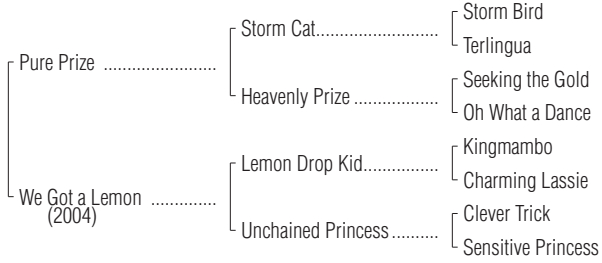 Storm Bird
Storm Cat..............................
Terlingua
Pure Prize ............................
Seeking the Gold
Heavenly Prize .....................
Oh What a Dance
Kingmambo
Lemon Drop Kid...................
Charming Lassie
We Got a Lemon ................
(2004)
Clever Trick
Unchained Princess............
Sensitive Princess